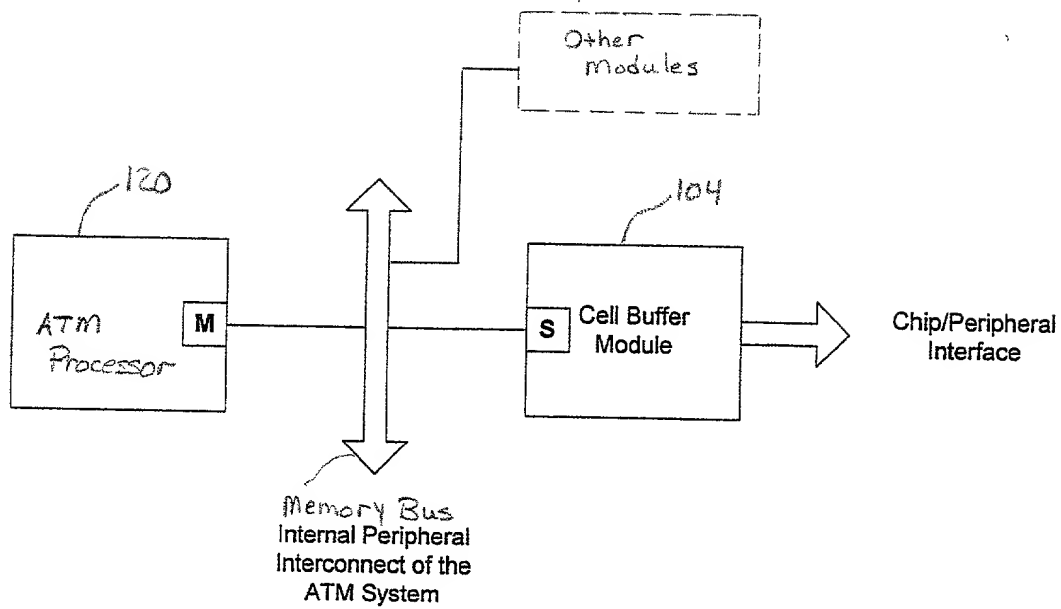 Other
modules
120
104
ATM
Processor
M
S
Cell Buffer
Module
Chip/Peripheral
Interface
Memory Bus
Internal Peripheral
Interconnect of the
ATM System